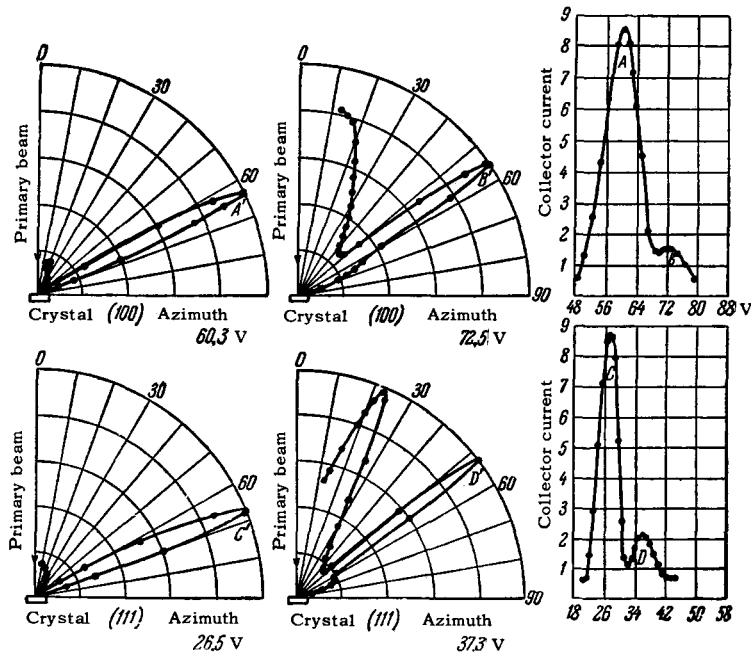 0
30
60
Primary beam
A'
Crystal (100) Azimuth
60,3 V
0
30
60
90
Primary beam
B'
Crystal (100) Azimuth
72,5 V
9
8
7
6
5
4
3
2
1
Collector current
A
B
48 56 64 72 80 88 V
0
30
60
Primary beam
C'
Crystal (111) Azimuth
26,5 V
0
30
60
90
Primary beam
D'
Crystal (111) Azimuth
37,3 V
9
8
7
6
5
4
3
2
1
Collector current
C
D
18 26 34 42 50 58